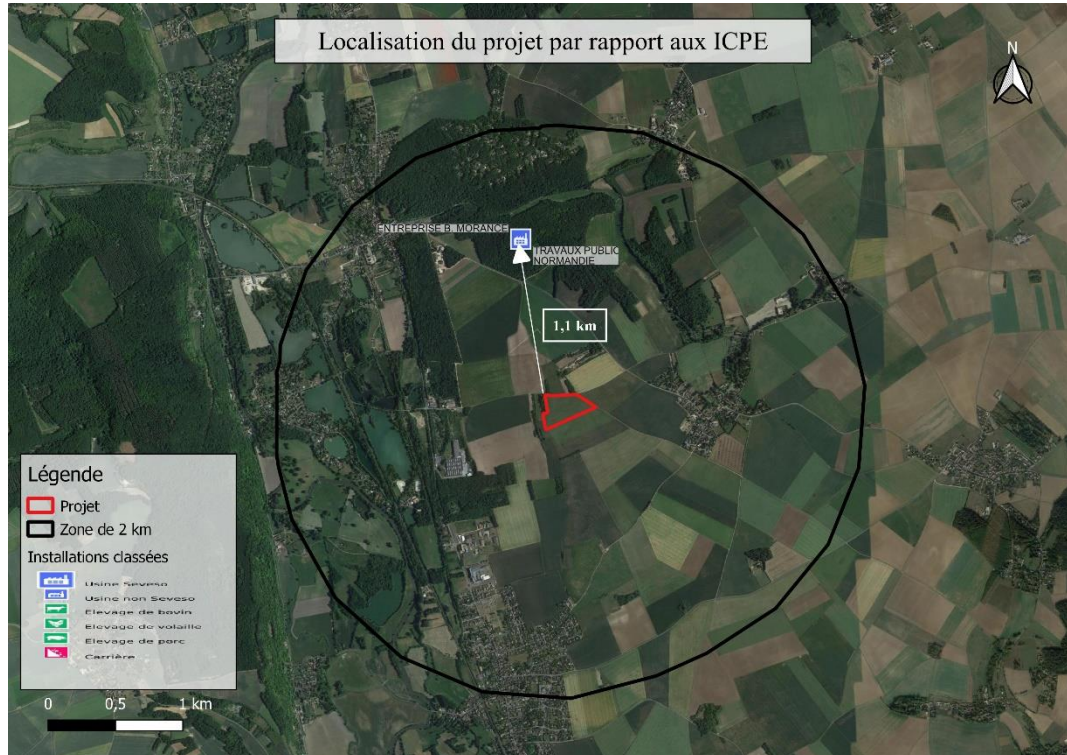 Localisation du projet par rapport aux ICPE
N
ENTREPRISE B. MORANCE
TRAVAUX PUBLIC
NORMANDIE
1,1 km
Légende
Projet
Zone de 2 km
Installations classées
Usine Seveso
Usine non Seveso
Elevage de bovin
Elevage de volaille
Elevage de porc
Carrière
0 0,5 1 km